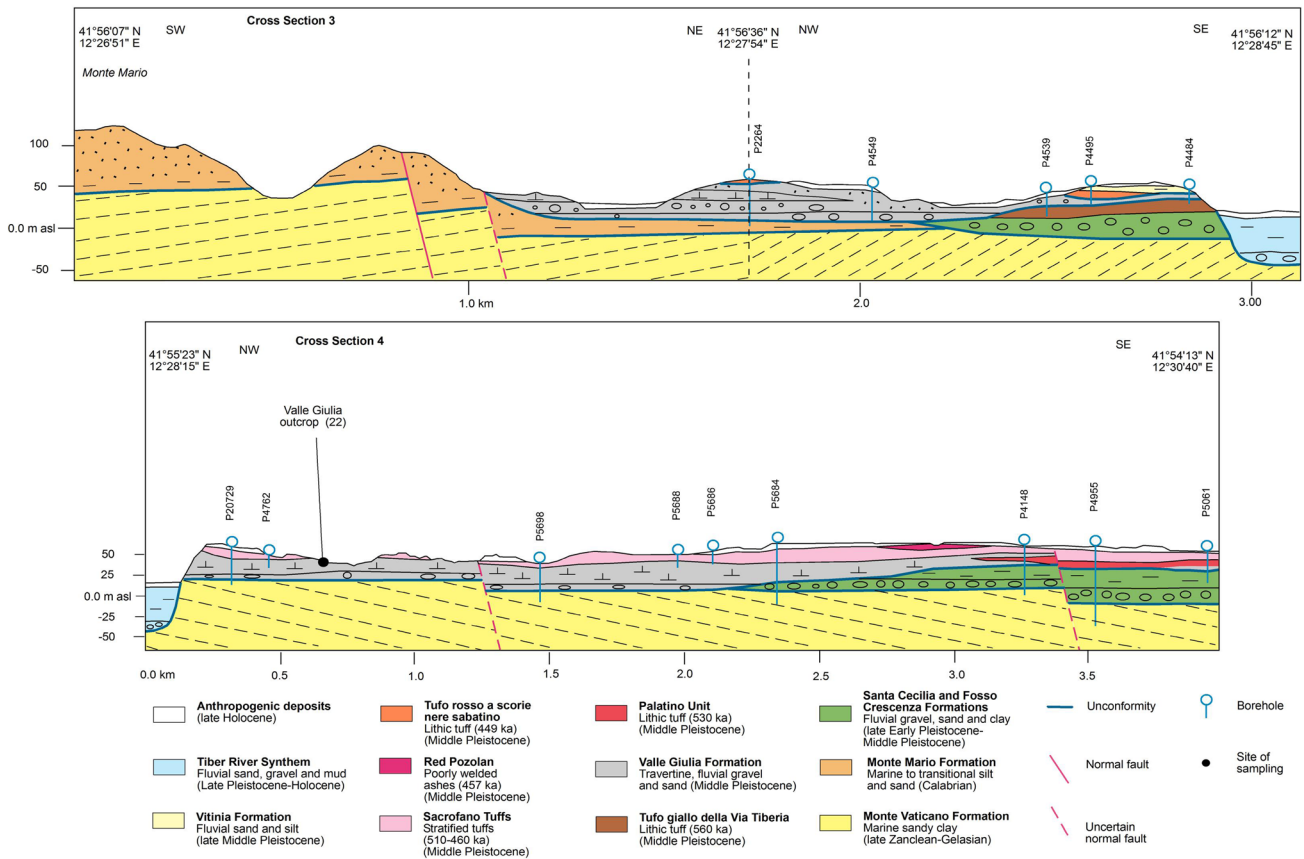 Cross Section 3
41°56'07" N
12°26'51" E
SW
NE
41°56'36" N
12°27'54" E
NW
SE
41°56'12" N
12°28'45" E
Monte Mario
P2264
P4549
P4539
P4495
P4484
100
50
0.0 m asl
-50
1.0 km
2.0
3.00
Cross Section 4
41°55'23" N
12°28'15" E
NW
SE
41°54'13" N
12°30'40" E
Valle Giulia
outcrop (22)
P20729
P4762
P5698
P5688
P5686
P5684
P4148
P4955
P5061
50
25
0.0 m asl
-25
-50
0.0 km
0.5
1.0
1.5
2.0
2.5
3.0
3.5
Anthropogenic deposits
(late Holocene)
Tiber River Synthem
Fluvial sand, gravel and mud
(Late Pleistocene-Holocene)
Vitinia Formation
Fluvial sand and silt
(late Middle Pleistocene)
Tufo rosso a scorie
nere sabatino
Lithic tuff (449 ka)
(Middle Pleistocene)
Red Pozolan
Poorly welded
ashes (457 ka)
(Middle Pleistocene)
Sacrofano Tuffs
Stratified tuffs
(510-460 ka)
(Middle Pleistocene)
Palatino Unit
Lithic tuff (530 ka)
(Middle Pleistocene)
Valle Giulia Formation
Travertine, fluvial gravel
and sand (Middle Pleistocene)
Tufo giallo della Via Tiberia
Lithic tuff (560 ka)
(Middle Pleistocene)
Santa Cecilia and Fosso
Crescenza Formations
Fluvial gravel, sand and clay
(late Early Pleistocene-
Middle Pleistocene)
Monte Mario Formation
Marine to transitional silt
and sand (Calabrian)
Monte Vaticano Formation
Marine sandy clay
(late Zanclean-Gelasian)
Unconformity
Normal fault
Uncertain
normal fault
Borehole
Site of
sampling